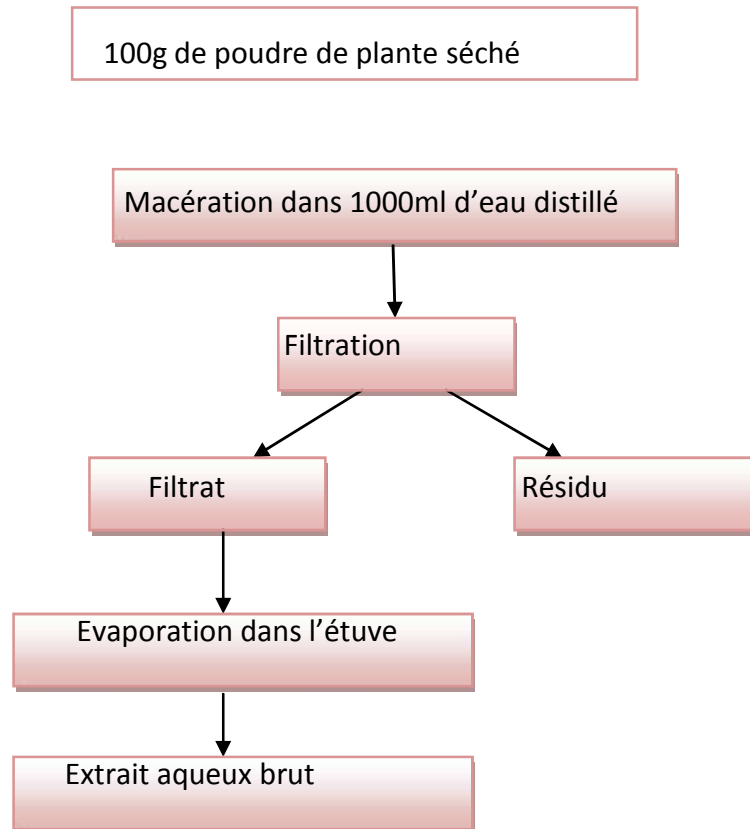 100g de poudre de plante séché
Macération dans 1000ml d’eau distillé
Filtration
Filtrat
Résidu
Evaporation dans l’étuve
Extrait aqueux brut